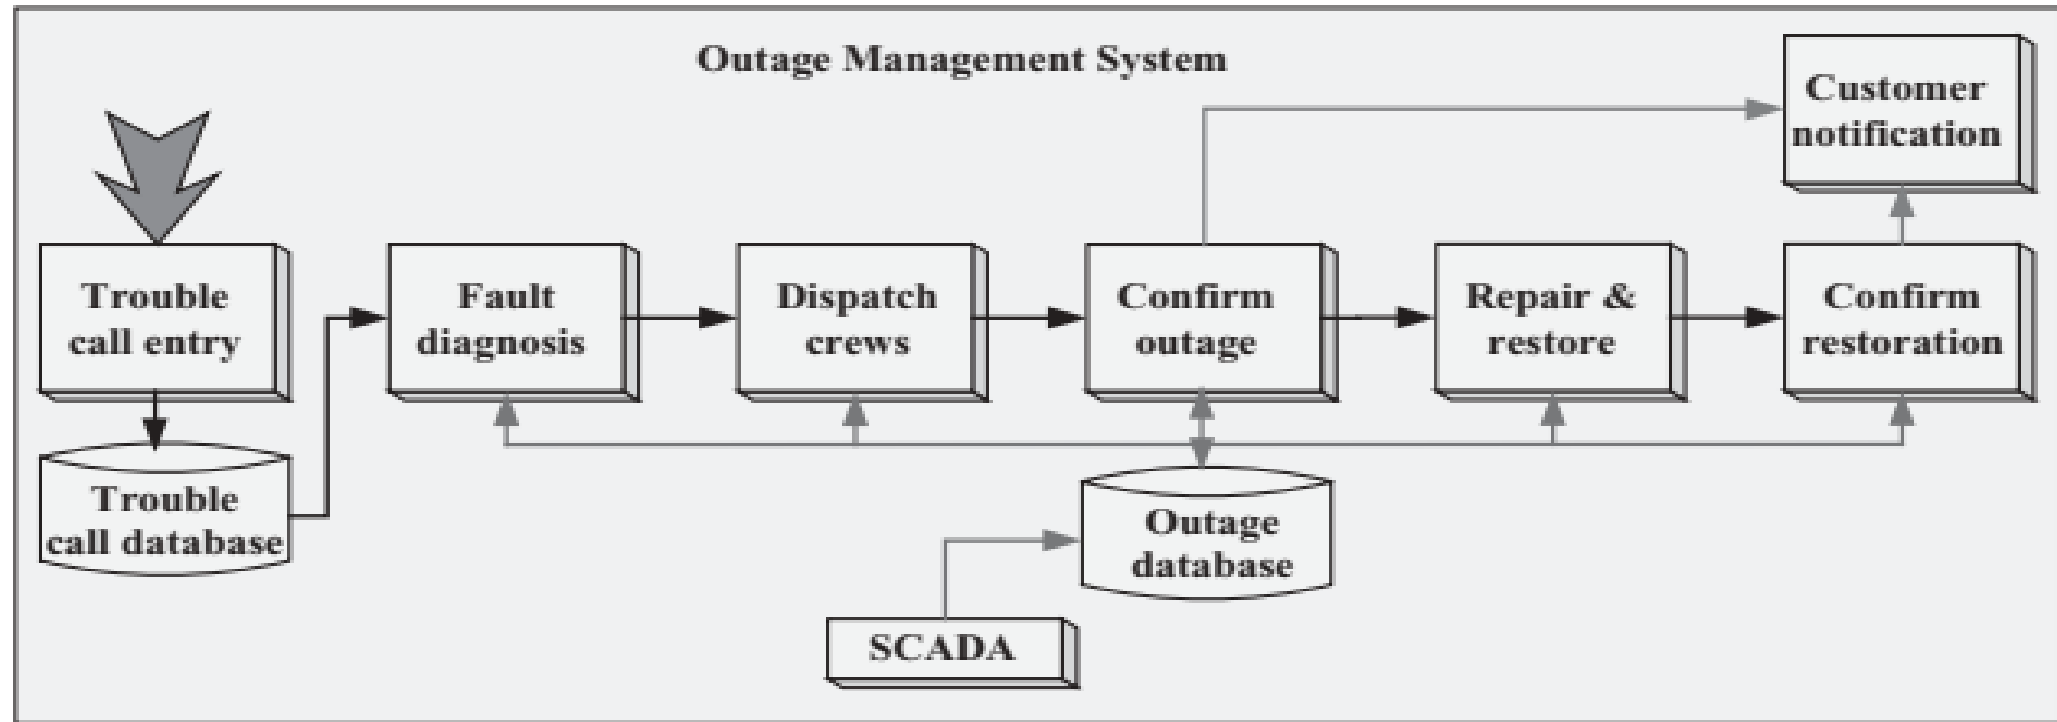 Outage Management System
Customer
notification
Trouble
call entry
Fault
diagnosis
Dispatch
crews
Confirm
outage
Repair &
restore
Confirm
restoration
Trouble
call database
Outage
database
SCADA